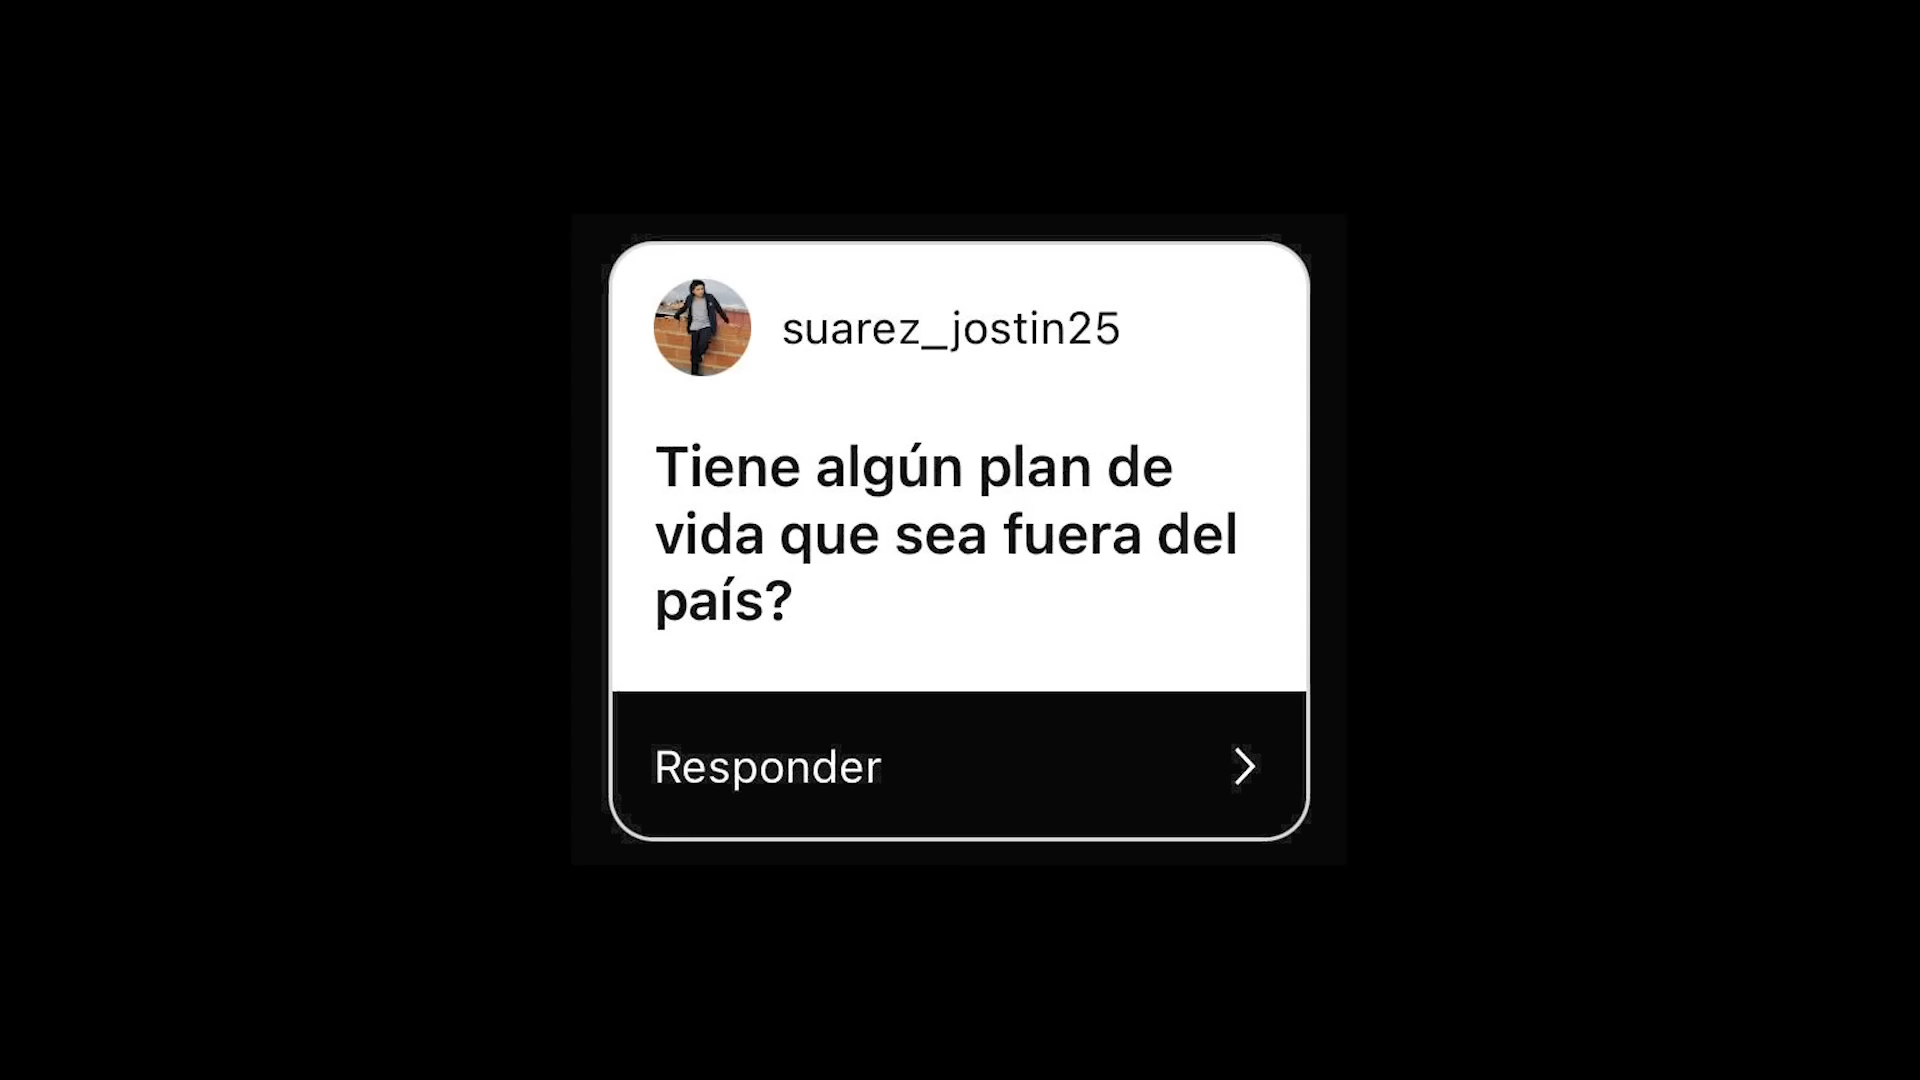 suarez_jostin25
Tiene algún plan de
vida que sea fuera del
país?
Responder